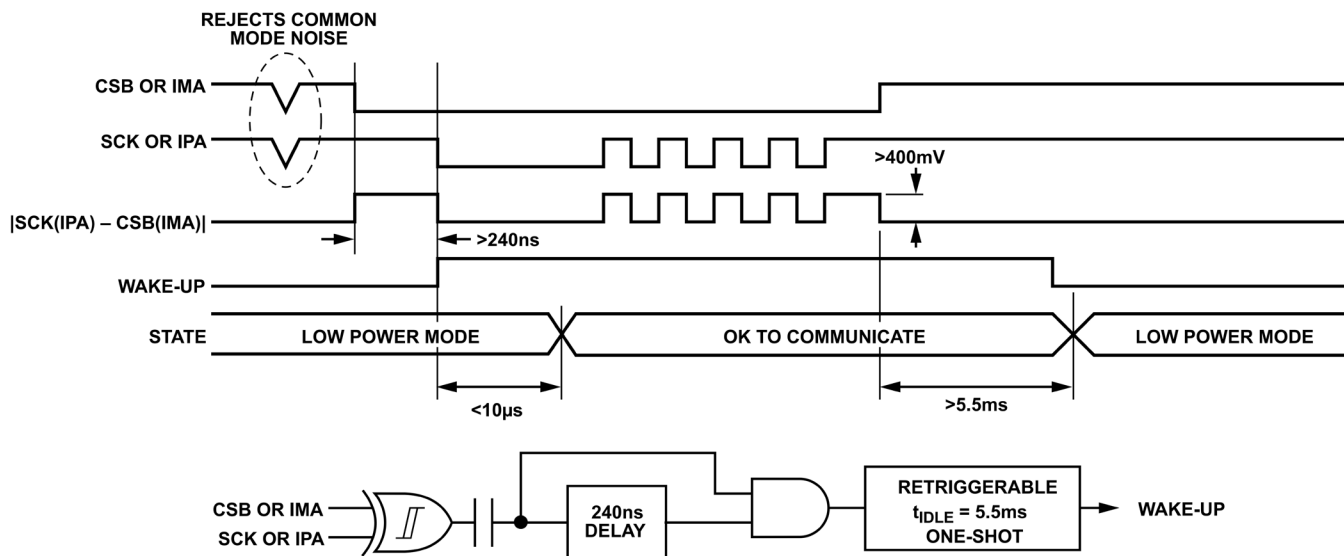 REJECTS COMMON
MODE NOISE
CSB OR IMA
SCK OR IPA
>400mV
|SCK(IPA) – CSB(IMA)|
>240ns
WAKE-UP
STATE
LOW POWER MODE
OK TO COMMUNICATE
LOW POWER MODE
<10µs
>5.5ms
CSB OR IMA
SCK OR IPA
240ns
DELAY
RETRIGGERABLE
tIDLE = 5.5ms
ONE-SHOT
WAKE-UP